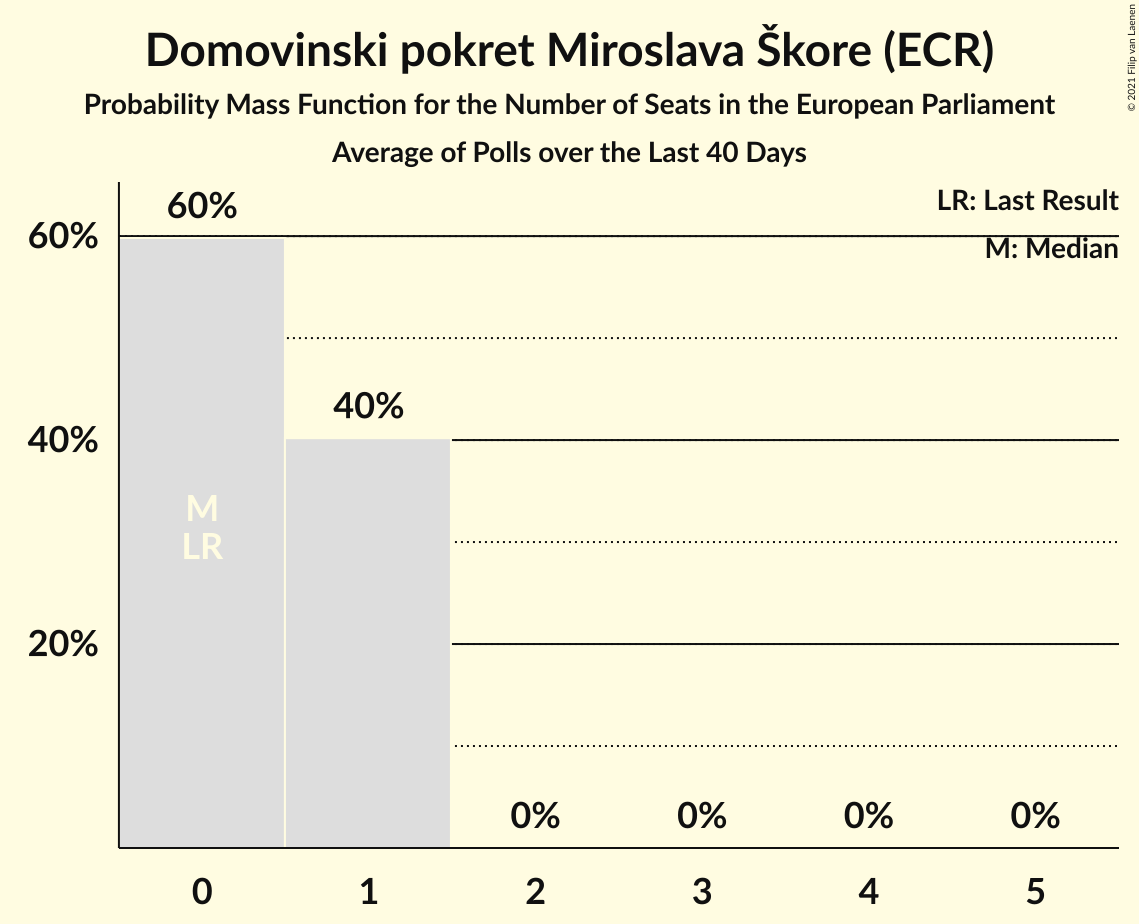 Domovinski pokret Miroslava Škore (ECR)
Probability Mass Function for the Number of Seats in the European Parliament
Average of Polls over the Last 40 Days
© 2021 Filip van Laenen
LR: Last Result
M: Median
60%
40%
20%
60%
40%
0%
0%
0%
0%
M
LR
0
1
2
3
4
5